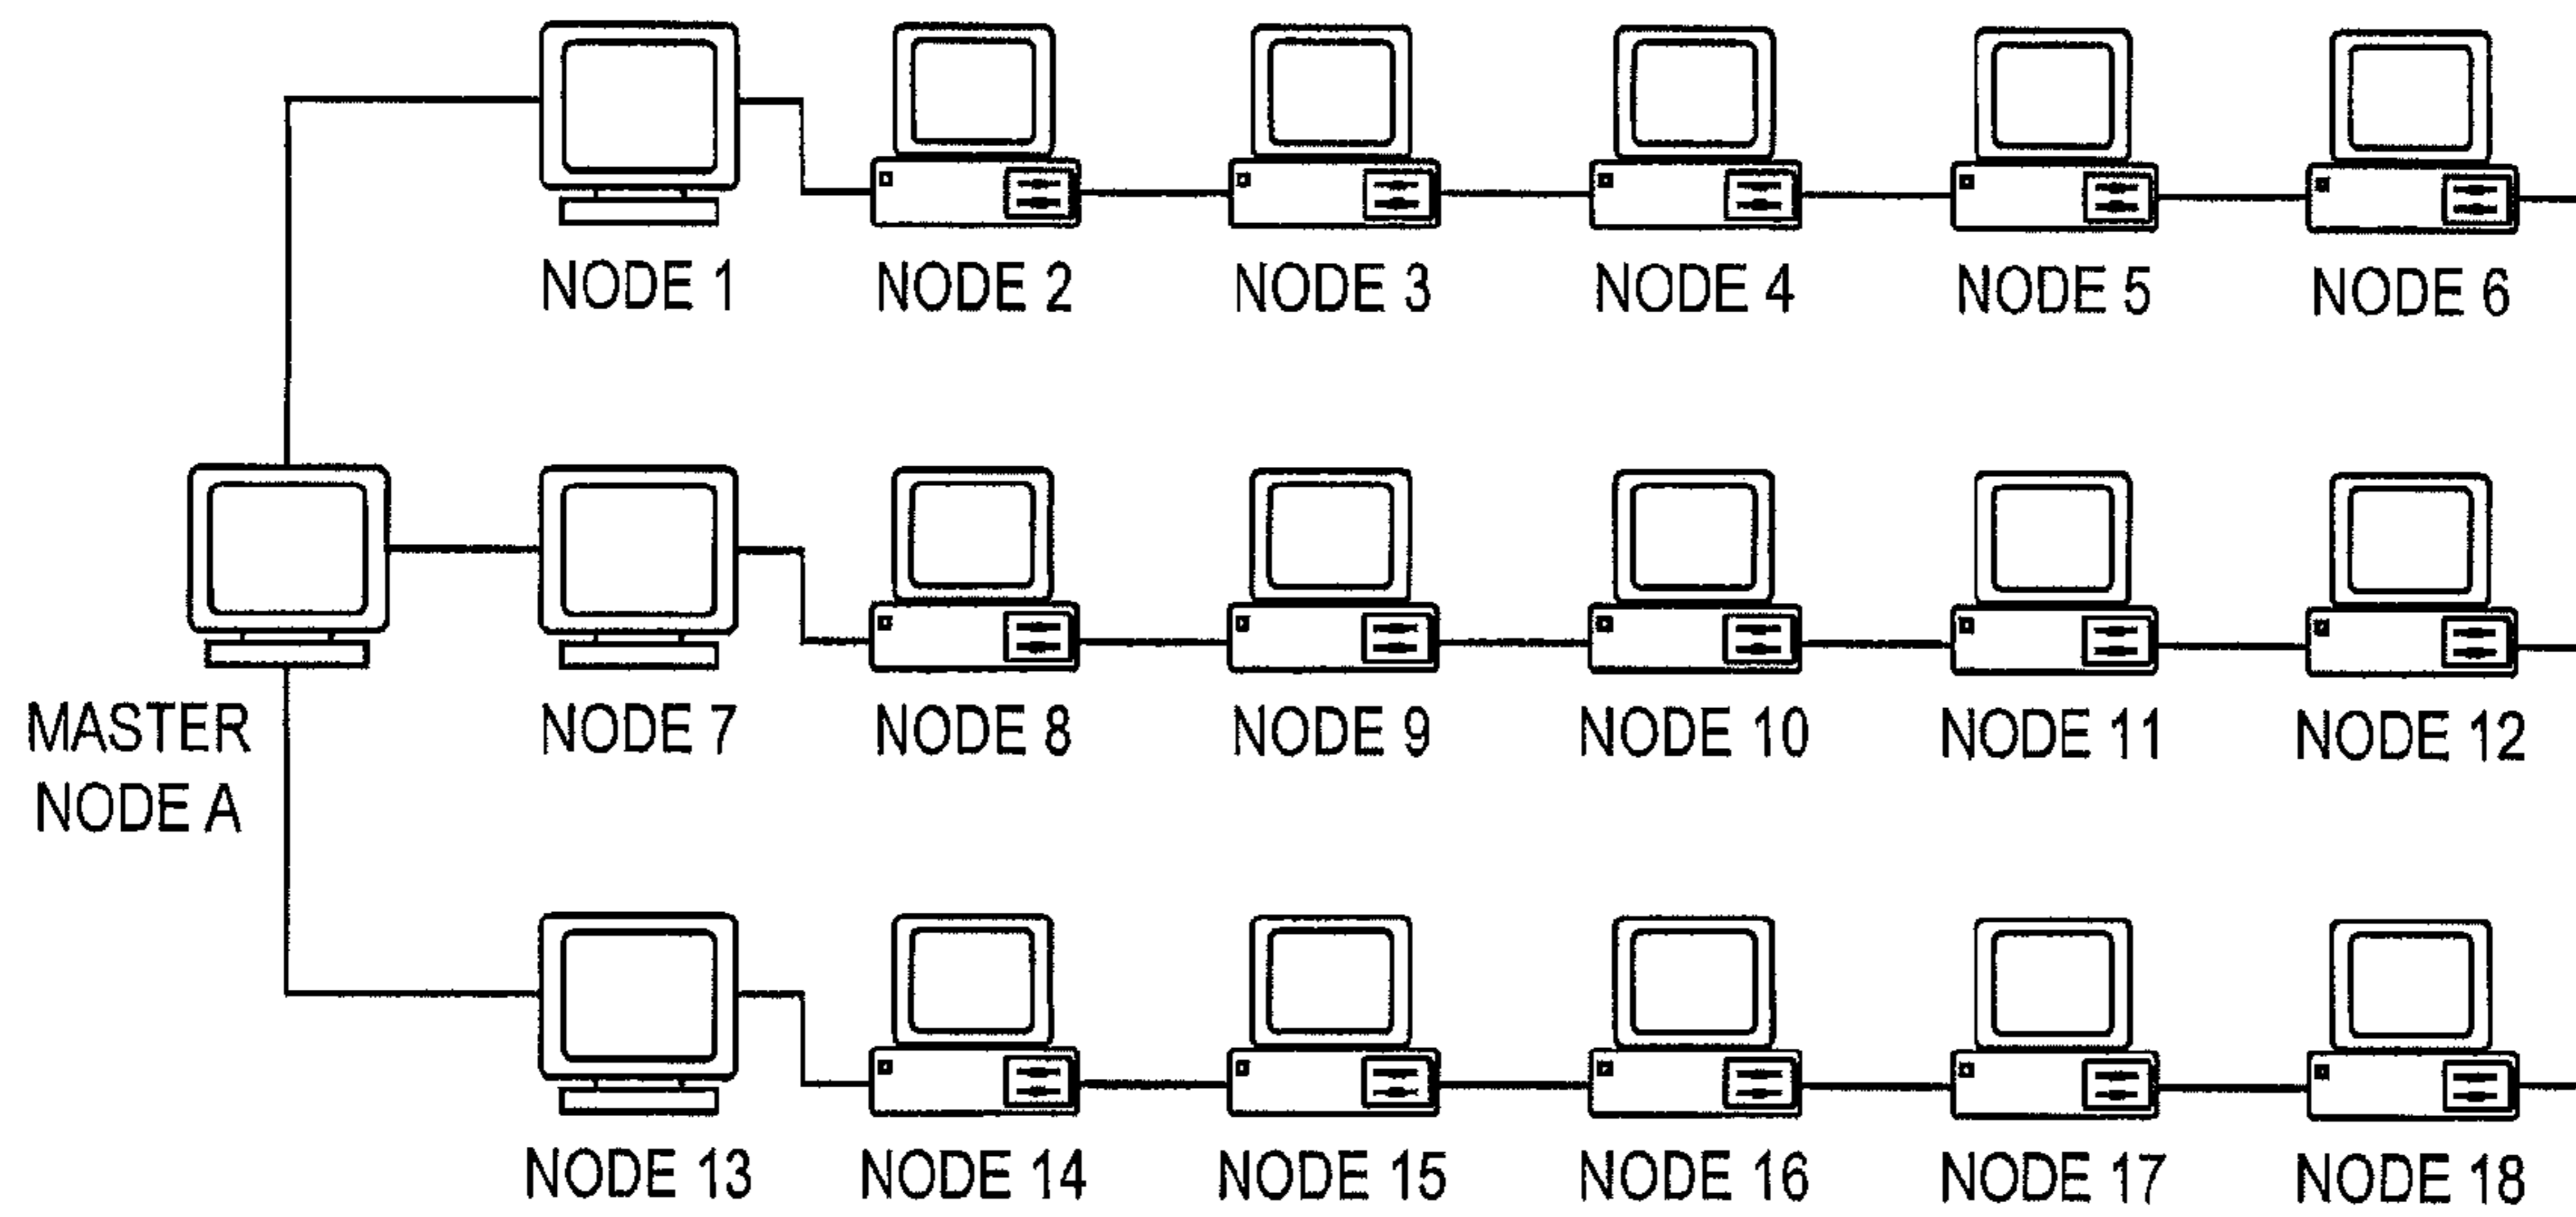 NODE 1 NODE 2 NODE 3 NODE 4 NODE 5 NODE 6
MASTER
NODE A
NODE 7 NODE 8 NODE 9 NODE 10 NODE 11 NODE 12
NODE 13 NODE 14 NODE 15 NODE 16 NODE 17 NODE 18